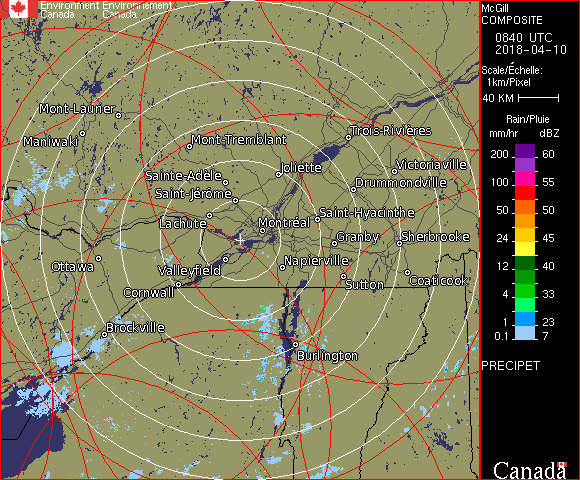 Environment Environnement
Canada Canada
McGill
COMPOSITE
0840 UTC
2018-04-10
Scale/Échelle:
1km/Pixel
40 KM
Rain/Pluie
mm/hr dBZ
200 60
150 55
100 55
50 50
24 45
12 40
4 33
1 23
0.1 7
PRECIPET
Canada
Mont-Laurier
Maniwaki
Mont-Tremblant
Trois-Rivières
Sainte-Adèle
Joliette
Victoriaville
Saint-Jérôme
Drummondville
Lachute
Montréal
Saint-Hyacinthe
Granby
Sherbrooke
Ottawa
Valleyfield
Napierville
Cornwall
Sutton
Coaticook
Brockville
Burlington